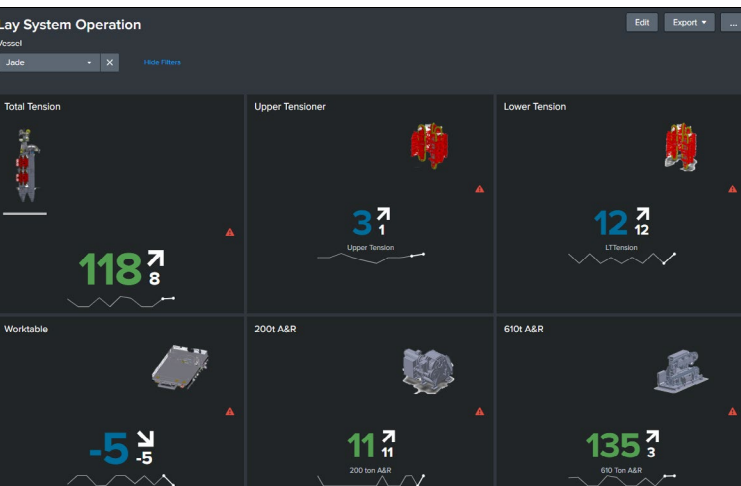 Lay System Operation
Edit
Export
...
Vessel
Jade
Hide Filters
Total Tension
118
8
Upper Tensioner
3
1
Upper Tension
Lower Tension
12
12
LTTension
Worktable
-5
-5
200t A&R
11
11
200 ton A&R
610t A&R
135
3
610 Ton A&R